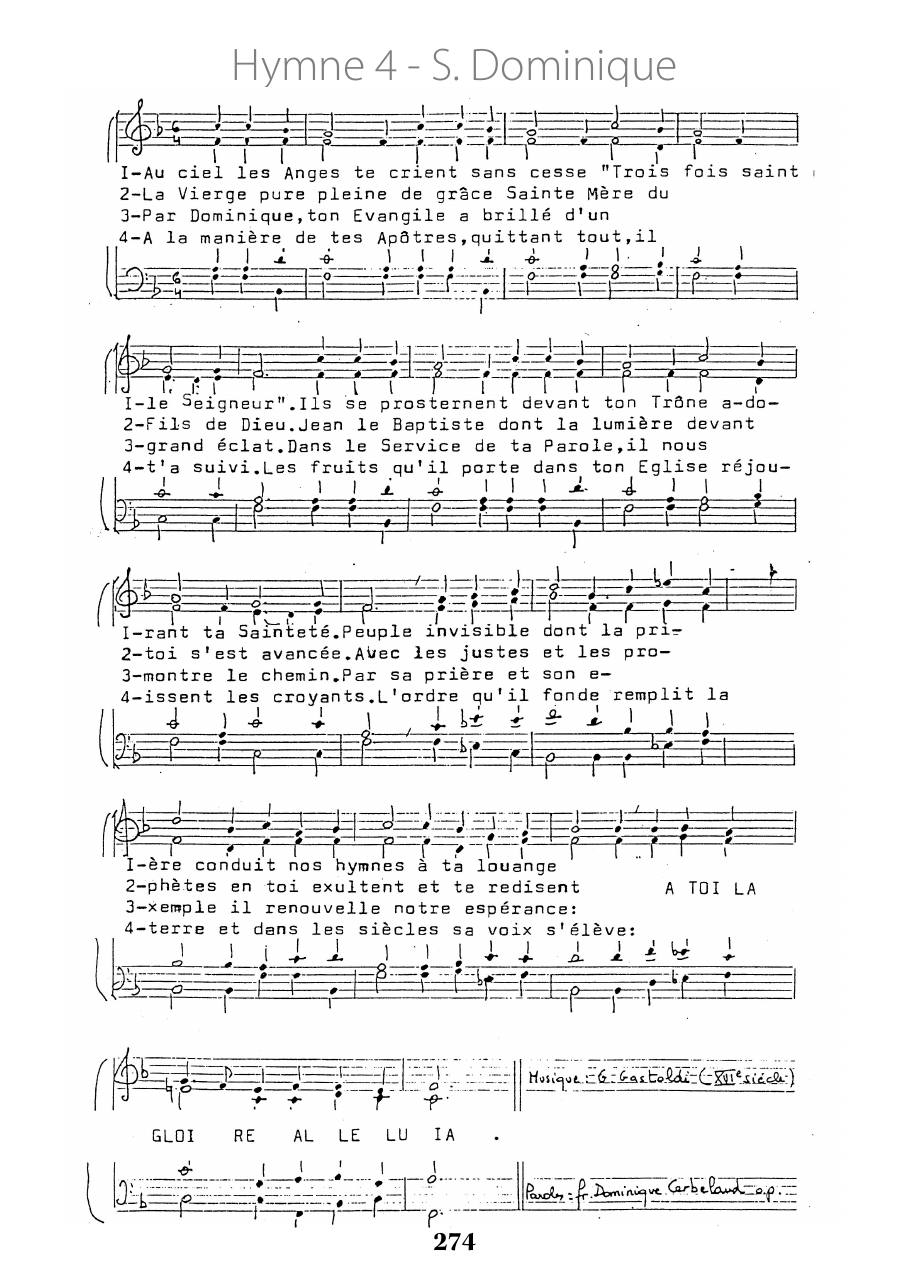 Hymne 4 - S. Dominique
I-Au ciel les Anges te crient sans cesse "Trois fois saint
2-La Vierge pure pleine de grâce Sainte Mère du
3-Par Dominique,ton Evangile a brillé d'un
4-A la manière de tes Apôtres,quittant tout,il
I-le Seigneur".Ils se prosternent devant ton Trône a-do-
2-Fils de Dieu.Jean le Baptiste dont la lumière devant
3-grand éclat.Dans le Service de ta Parole,il nous
4-t'a suivi.Les fruits qu'il porte dans ton Eglise réjou-
I-rant ta Sainteté.Peuple invisible dont la pri-
2-toi s'est avancée.Avec les justes et les pro-
3-montre le chemin.Par sa prière et son e-
4-issent les croyants.L'ordre qu'il fonde remplit la
I-ère conduit nos hymnes à ta louange
2-phètes en toi exultent et te redisent A TOI LA
3-xemple il renouvelle notre espérance:
4-terre et dans les siècles sa voix s'élève:
Musique: G. Gastoldi (XVIe siècle)
GLOI RE AL LE LU IA .
Paroles: fr. Dominique Cerbelaud o.p.
274